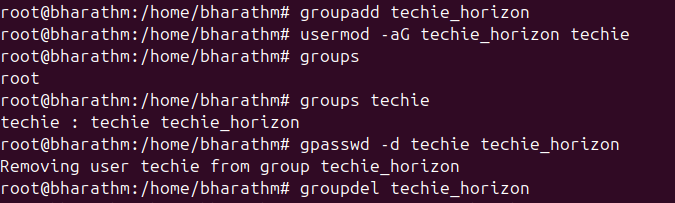 root@bharathm:/home/bharathm# groupadd techie_horizon
root@bharathm:/home/bharathm# usermod -aG techie_horizon techie
root@bharathm:/home/bharathm# groups
root
root@bharathm:/home/bharathm# groups techie
techie : techie techie_horizon
root@bharathm:/home/bharathm# gpasswd -d techie techie_horizon
Removing user techie from group techie_horizon
root@bharathm:/home/bharathm# groupdel techie_horizon